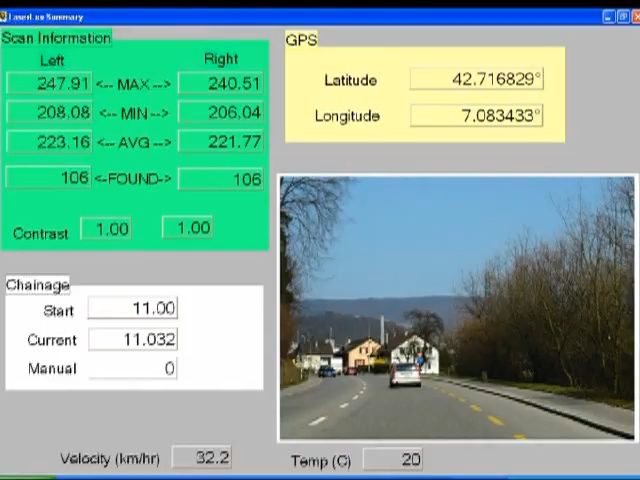 LaserLux Summary
Scan Information
Left Right
247.91 <-- MAX --> 240.51
208.08 <-- MIN --> 206.04
223.16 <-- AVG --> 221.77
106 <-FOUND-> 106
Contrast 1.00 1.00
GPS
Latitude 42.716829°
Longitude 7.083433°
Chainage
Start 11.00
Current 11.032
Manual 0
Velocity (km/hr) 32.2
Temp (C) 20